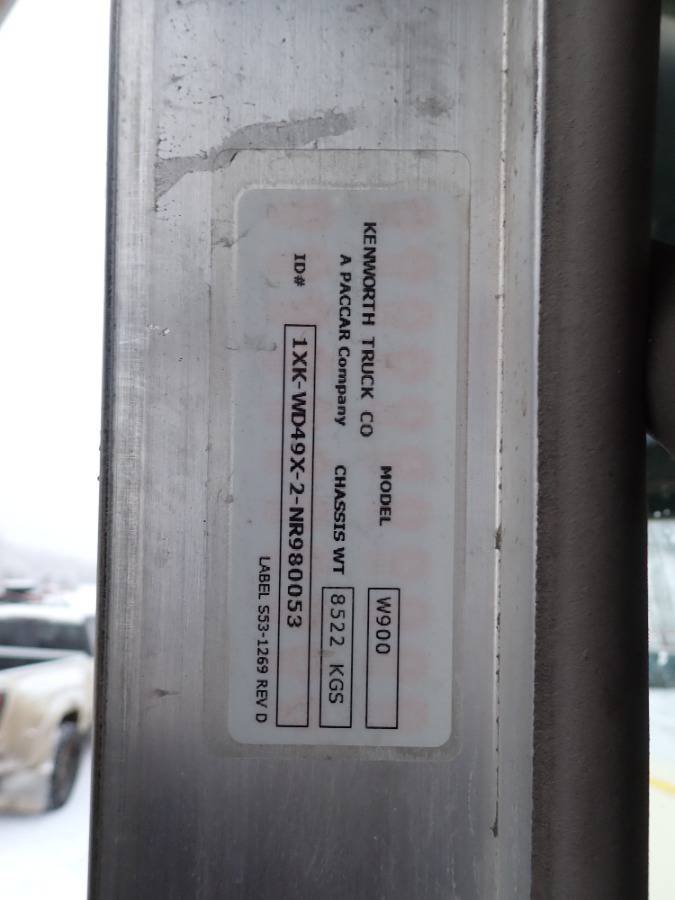 KENWORTH TRUCK CO MODEL W900
A PACCAR Company CHASSIS WT 8522 KGS
ID# 1XK-WD49X-2-NR980053
LABEL S53-1269 REV D